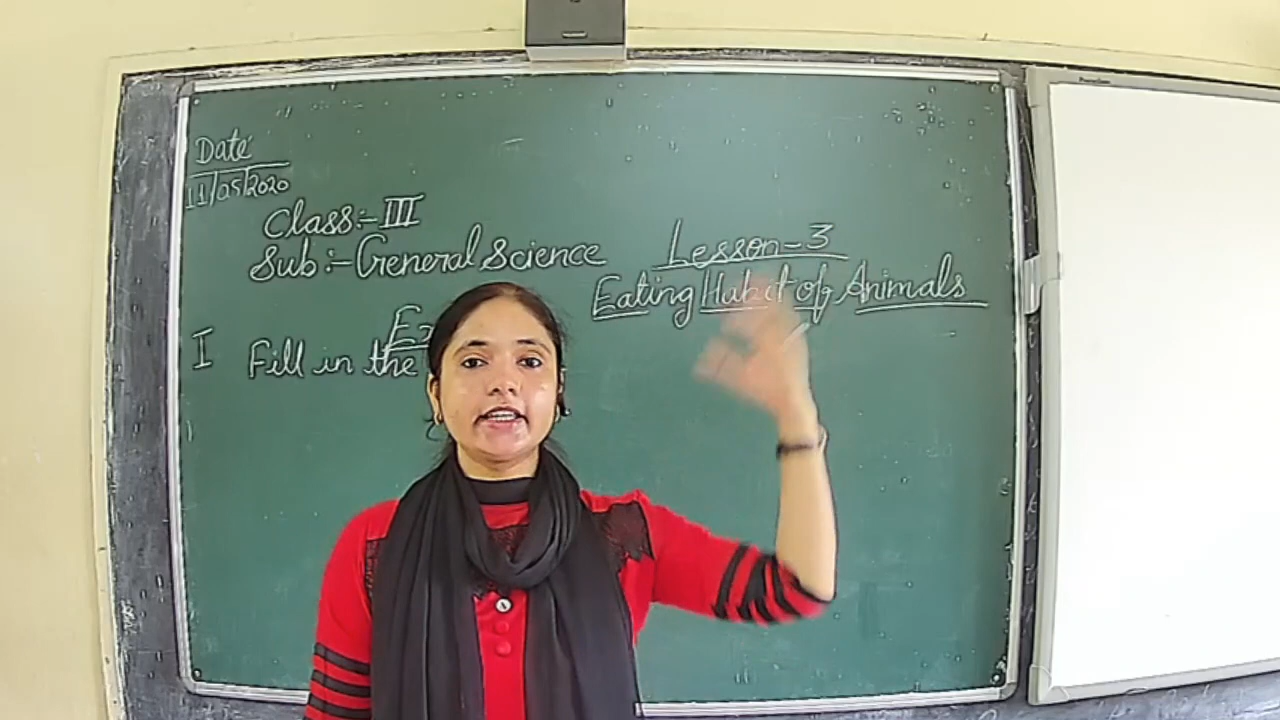 Date
11/05/2020
Class:-III
Sub:-General Science
Lesson-3
Eating Habit of Animals
I Fill in the